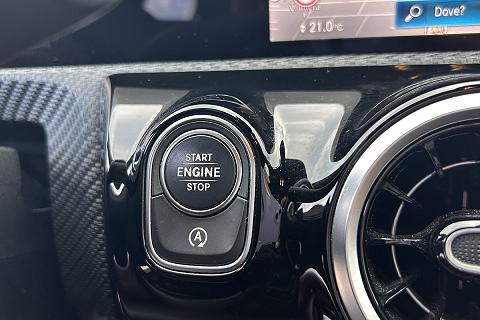 Dove?
21.0°C
START
ENGINE
STOP
A